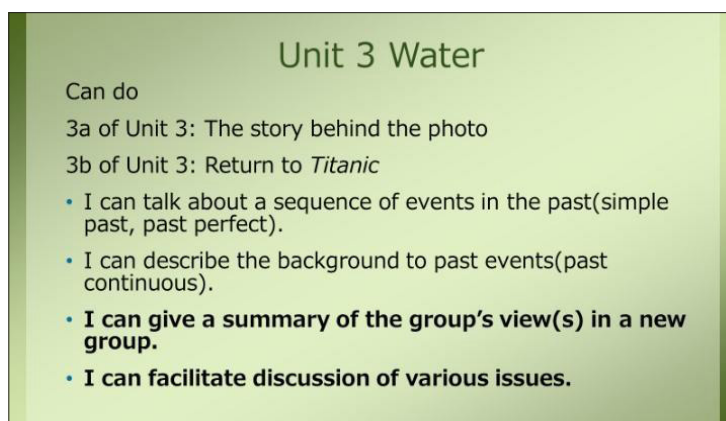 Unit 3 Water
Can do
3a of Unit 3: The story behind the photo
3b of Unit 3: Return to Titanic
• I can talk about a sequence of events in the past(simple
past, past perfect).
• I can describe the background to past events(past
continuous).
• I can give a summary of the group’s view(s) in a new
group.
• I can facilitate discussion of various issues.